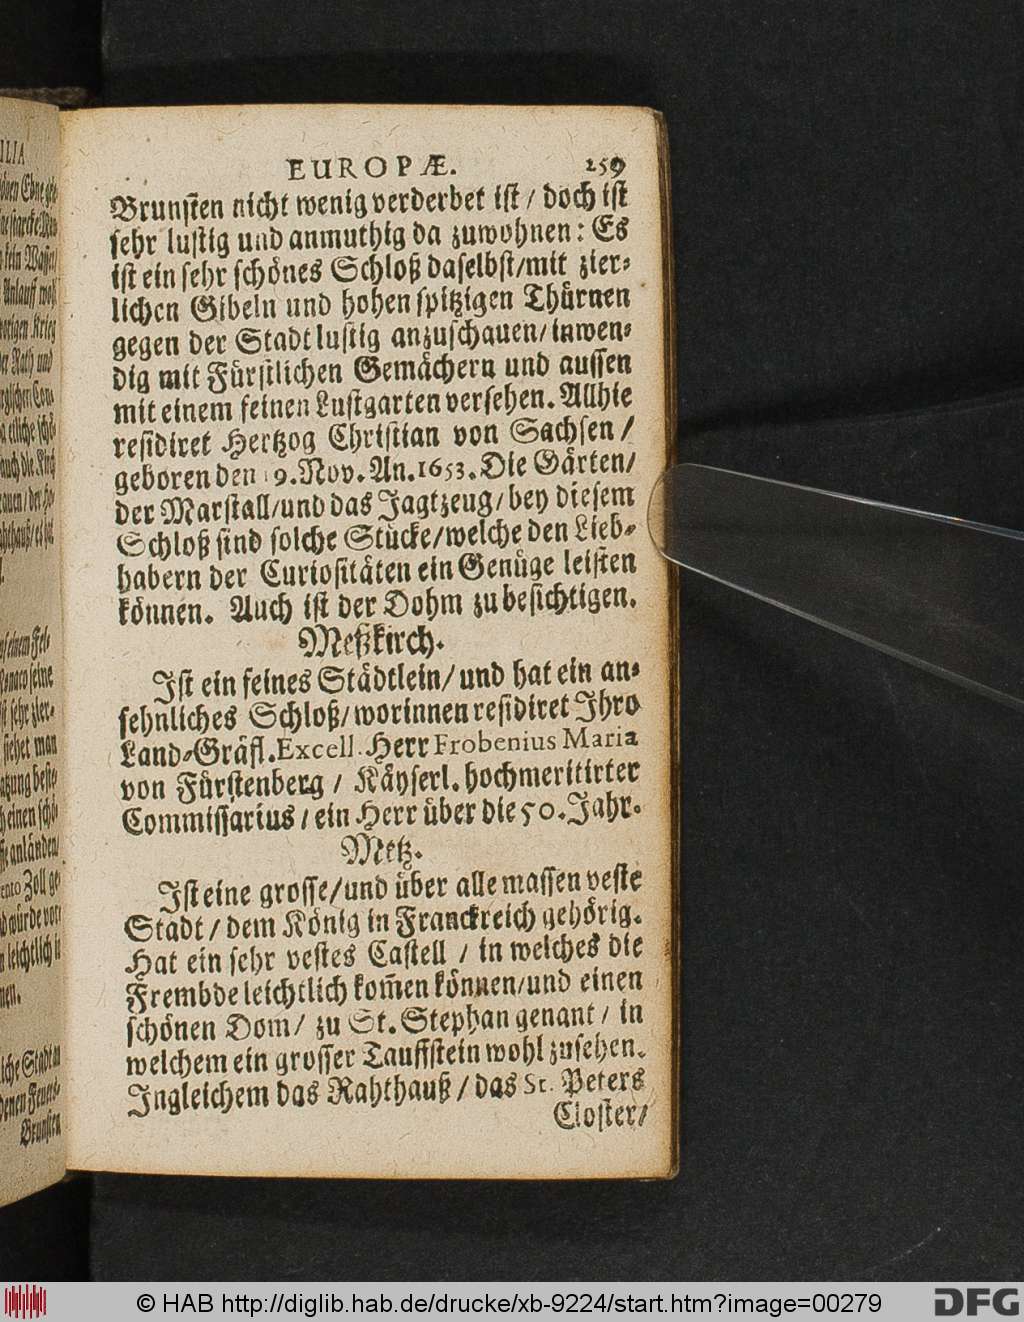 EUROPÆ. 259
Brunsten nicht wenig verderbet ist / doch ist
sehr lustig und anmuthig da zuwohnen: Es
ist ein sehr schönes Schloß daselbst/mit zier-
lichen Gibeln und hohen spitzigen Thürnen
gegen der Stadt lustig anzuschauen/inwen-
dig mit Fürstlichen Gemächern und aussen
mit einem feinen Lustgarten versehen. Allhie
residiret Hertzog Christian von Sachsen /
geboren den 19. Nov. An. 1653. Die Gärten/
der Marstall/und das Jagtzeug/bey diesem
Schloß sind solche Stücke/welche den Lieb-
habern der Curiositäten ein Genüge leisten
können. Auch ist der Dohm zu besichtigen.
Meßkirch.
Ist ein feines Städtlein/und hat ein an-
sehnliches Schloß/worinnen residiret Ihro
Land-Gräfl. Excell. Herr Frobenius Maria
von Fürstenberg / Käyserl. hochmeritirter
Commissarius / ein Herr über die 50. Jahr.
Metz.
Ist eine grosse/und über alle massen veste
Stadt / dem König in Franckreich gehörig.
Hat ein sehr vestes Castell / in welches die
Frembde leichtlich kom̃en können/und einen
schönen Dom/ zu St. Stephan genant / in
welchem ein grosser Tauffstein wohl zusehen.
Ingleichem das Rahthauß / das St. Peters
Closter/
© HAB http://diglib.hab.de/drucke/xb-9224/start.htm?image=00279
DFG